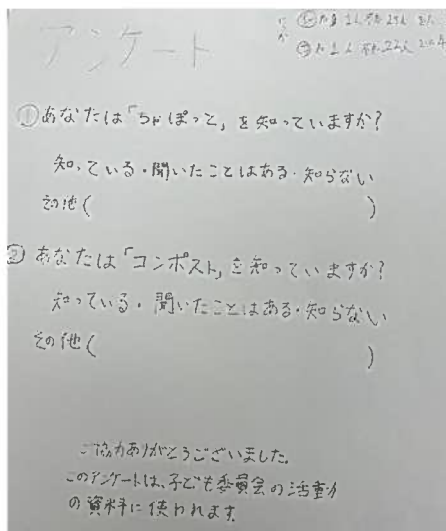 アンケート
①あなたは「ちゃぽっと」を知っていますか?
知っている・聞いたことはある・知らない
その他( )
②あなたは「コンポスト」を知っていますか?
知っている・聞いたことはある・知らない
その他( )
ご協力ありがとうございました。
このアンケートは、子ども委員会の活動
の資料に使われます。